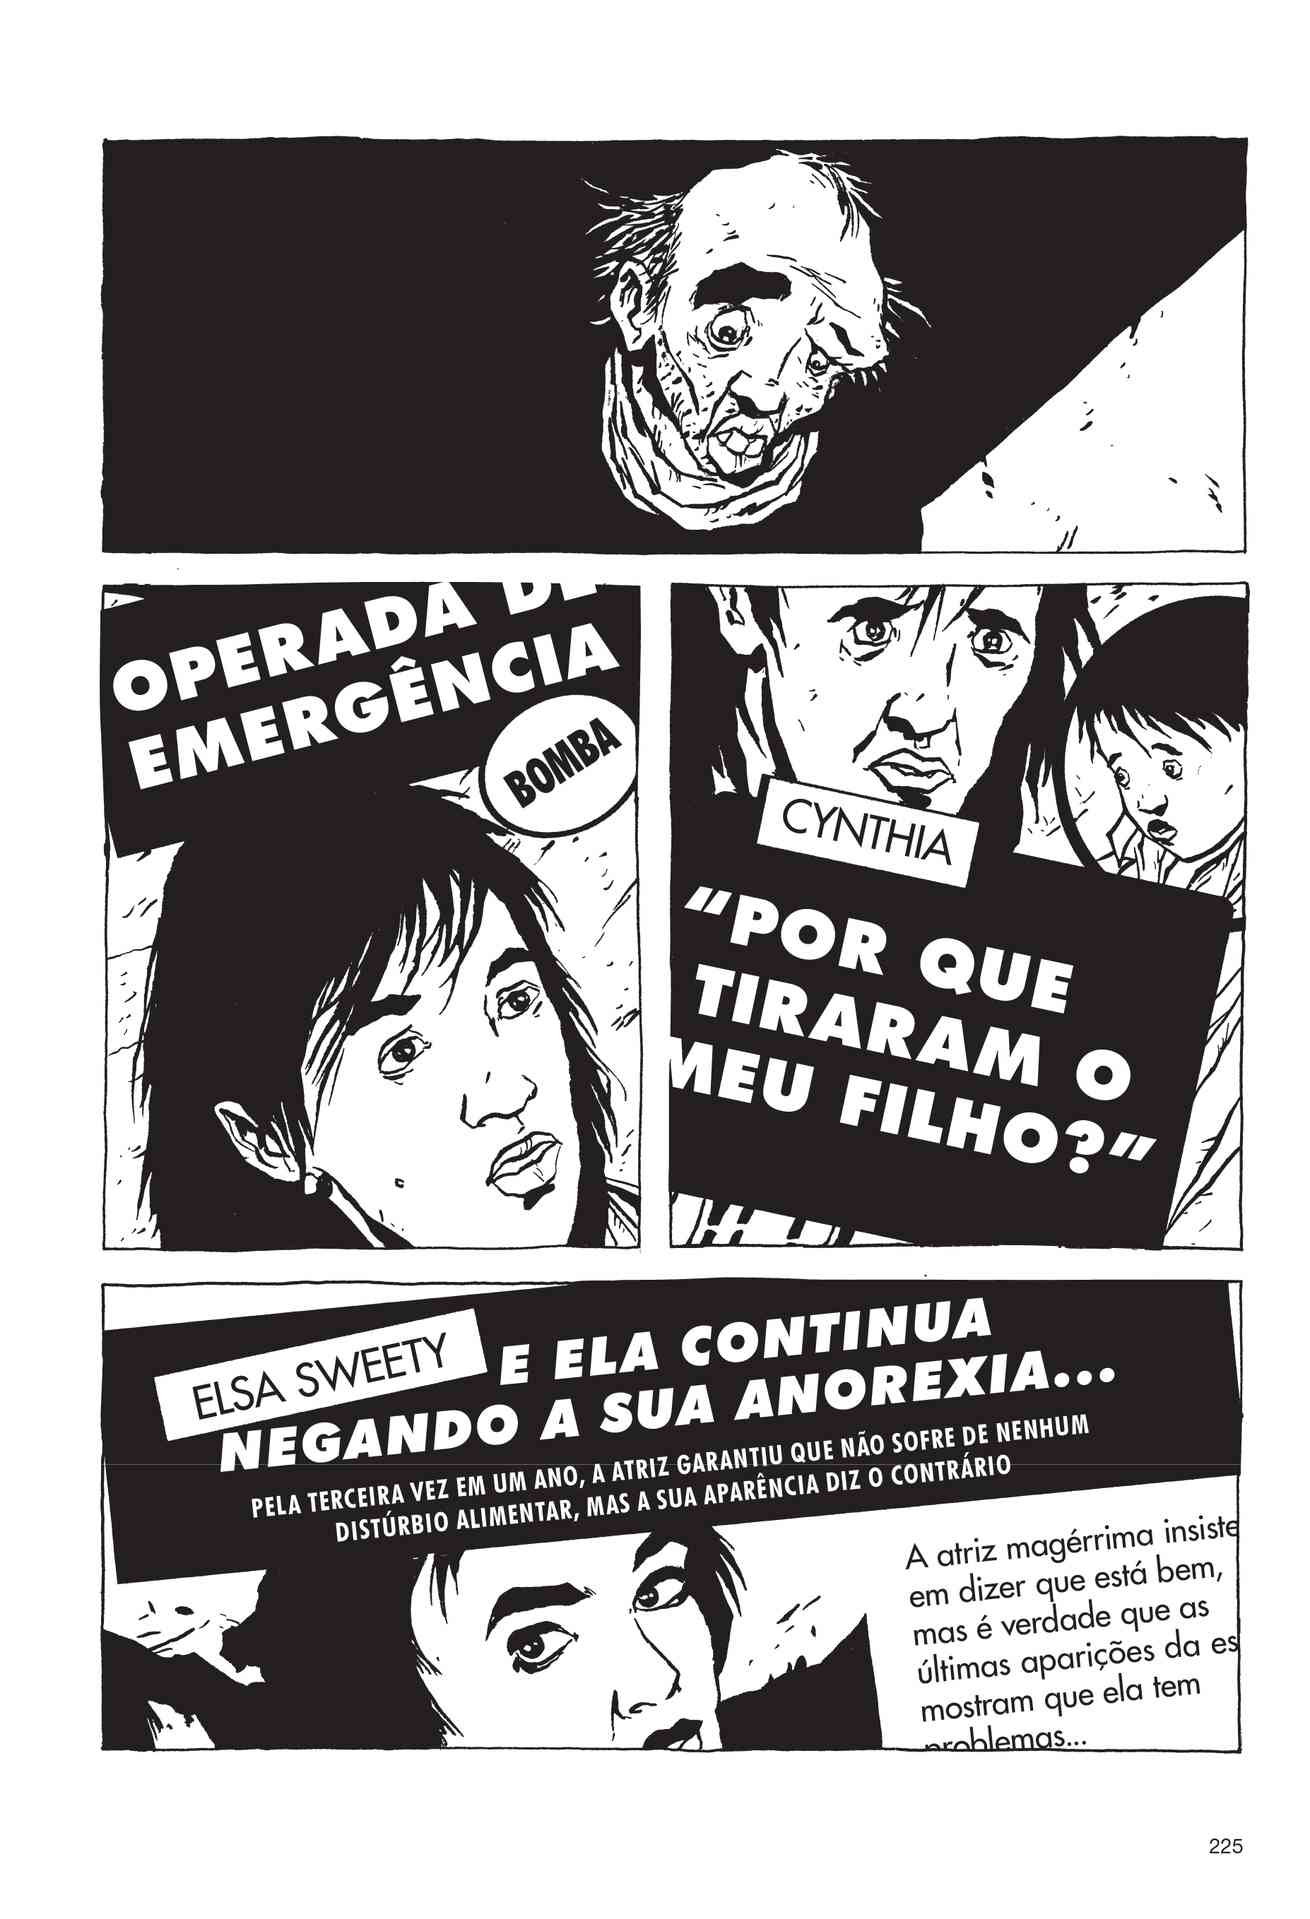 OPERADA DE
EMERGÊNCIA
BOMBA
CYNTHIA
"POR QUE
TIRARAM O
MEU FILHO?"
ELSA SWEETY
E ELA CONTINUA
NEGANDO A SUA ANOREXIA...
PELA TERCEIRA VEZ EM UM ANO, A ATRIZ GARANTIU QUE NÃO SOFRE DE NENHUM
DISTÚRBIO ALIMENTAR, MAS A SUA APARÊNCIA DIZ O CONTRÁRIO
A atriz magérrima insiste
em dizer que está bem,
mas é verdade que as
últimas aparições da es
mostram que ela tem
problemas...
225